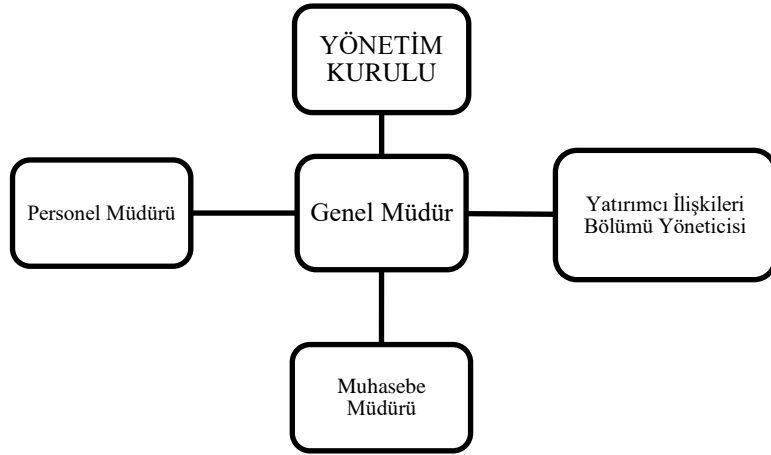 YÖNETİM
KURULU
Personel Müdürü
Genel Müdür
Yatırımcı İlişkileri
Bölümü Yöneticisi
Muhasebe
Müdürü